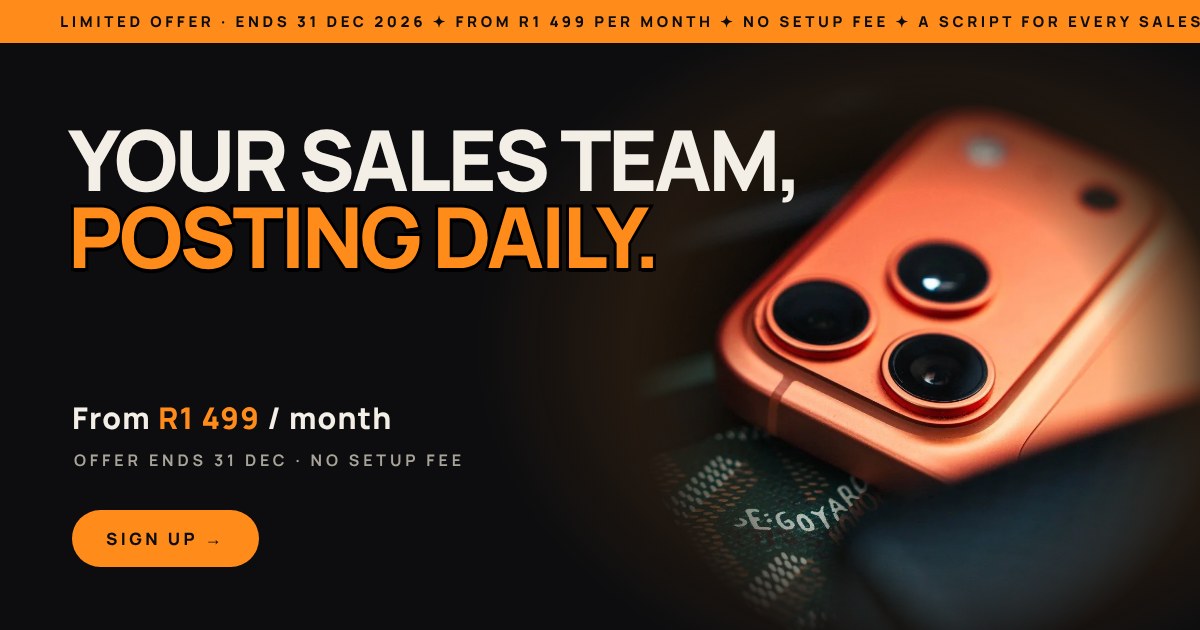 LIMITED OFFER · ENDS 31 DEC 2026 ✦ FROM R1 499 PER MONTH ✦ NO SETUP FEE ✦ A SCRIPT FOR EVERY SALES
YOUR SALES TEAM,
POSTING DAILY.
From R1 499 / month
OFFER ENDS 31 DEC · NO SETUP FEE
SIGN UP →